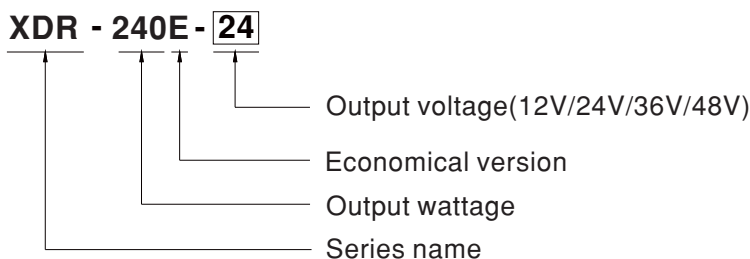 XDR - 240E - 24
Output voltage(12V/24V/36V/48V)
Economical version
Output wattage
Series name